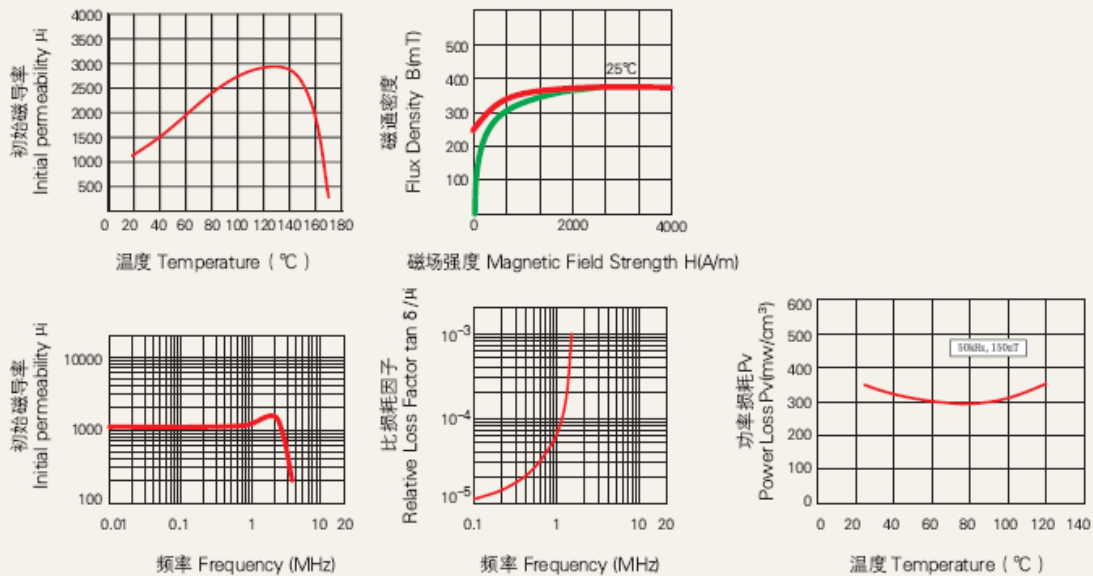 初始磁导率
Initial permeability μi
4000
3500
3000
2500
2000
1500
1000
500
0 20 40 60 80 100 120 140 160 180
温度 Temperature ( ℃ )
磁通密度
Flux Density B(mT)
500
400
300
200
100
25℃
0 2000 4000
磁场强度 Magnetic Field Strength H(A/m)
初始磁导率
Initial permeability μi
10000
1000
100
0.01 0.1 1 10 20
频率 Frequency (MHz)
比损耗因子
Relative Loss Factor tan δ/μi
10⁻³
10⁻⁴
10⁻⁵
0.1 1 10 20
频率 Frequency (MHz)
功率损耗Pv
Power Loss Pv(mw/cm³)
600
500
400
300
200
100
0
50kHz,150mT
0 20 40 60 80 100 120 140
温度 Temperature ( ℃ )